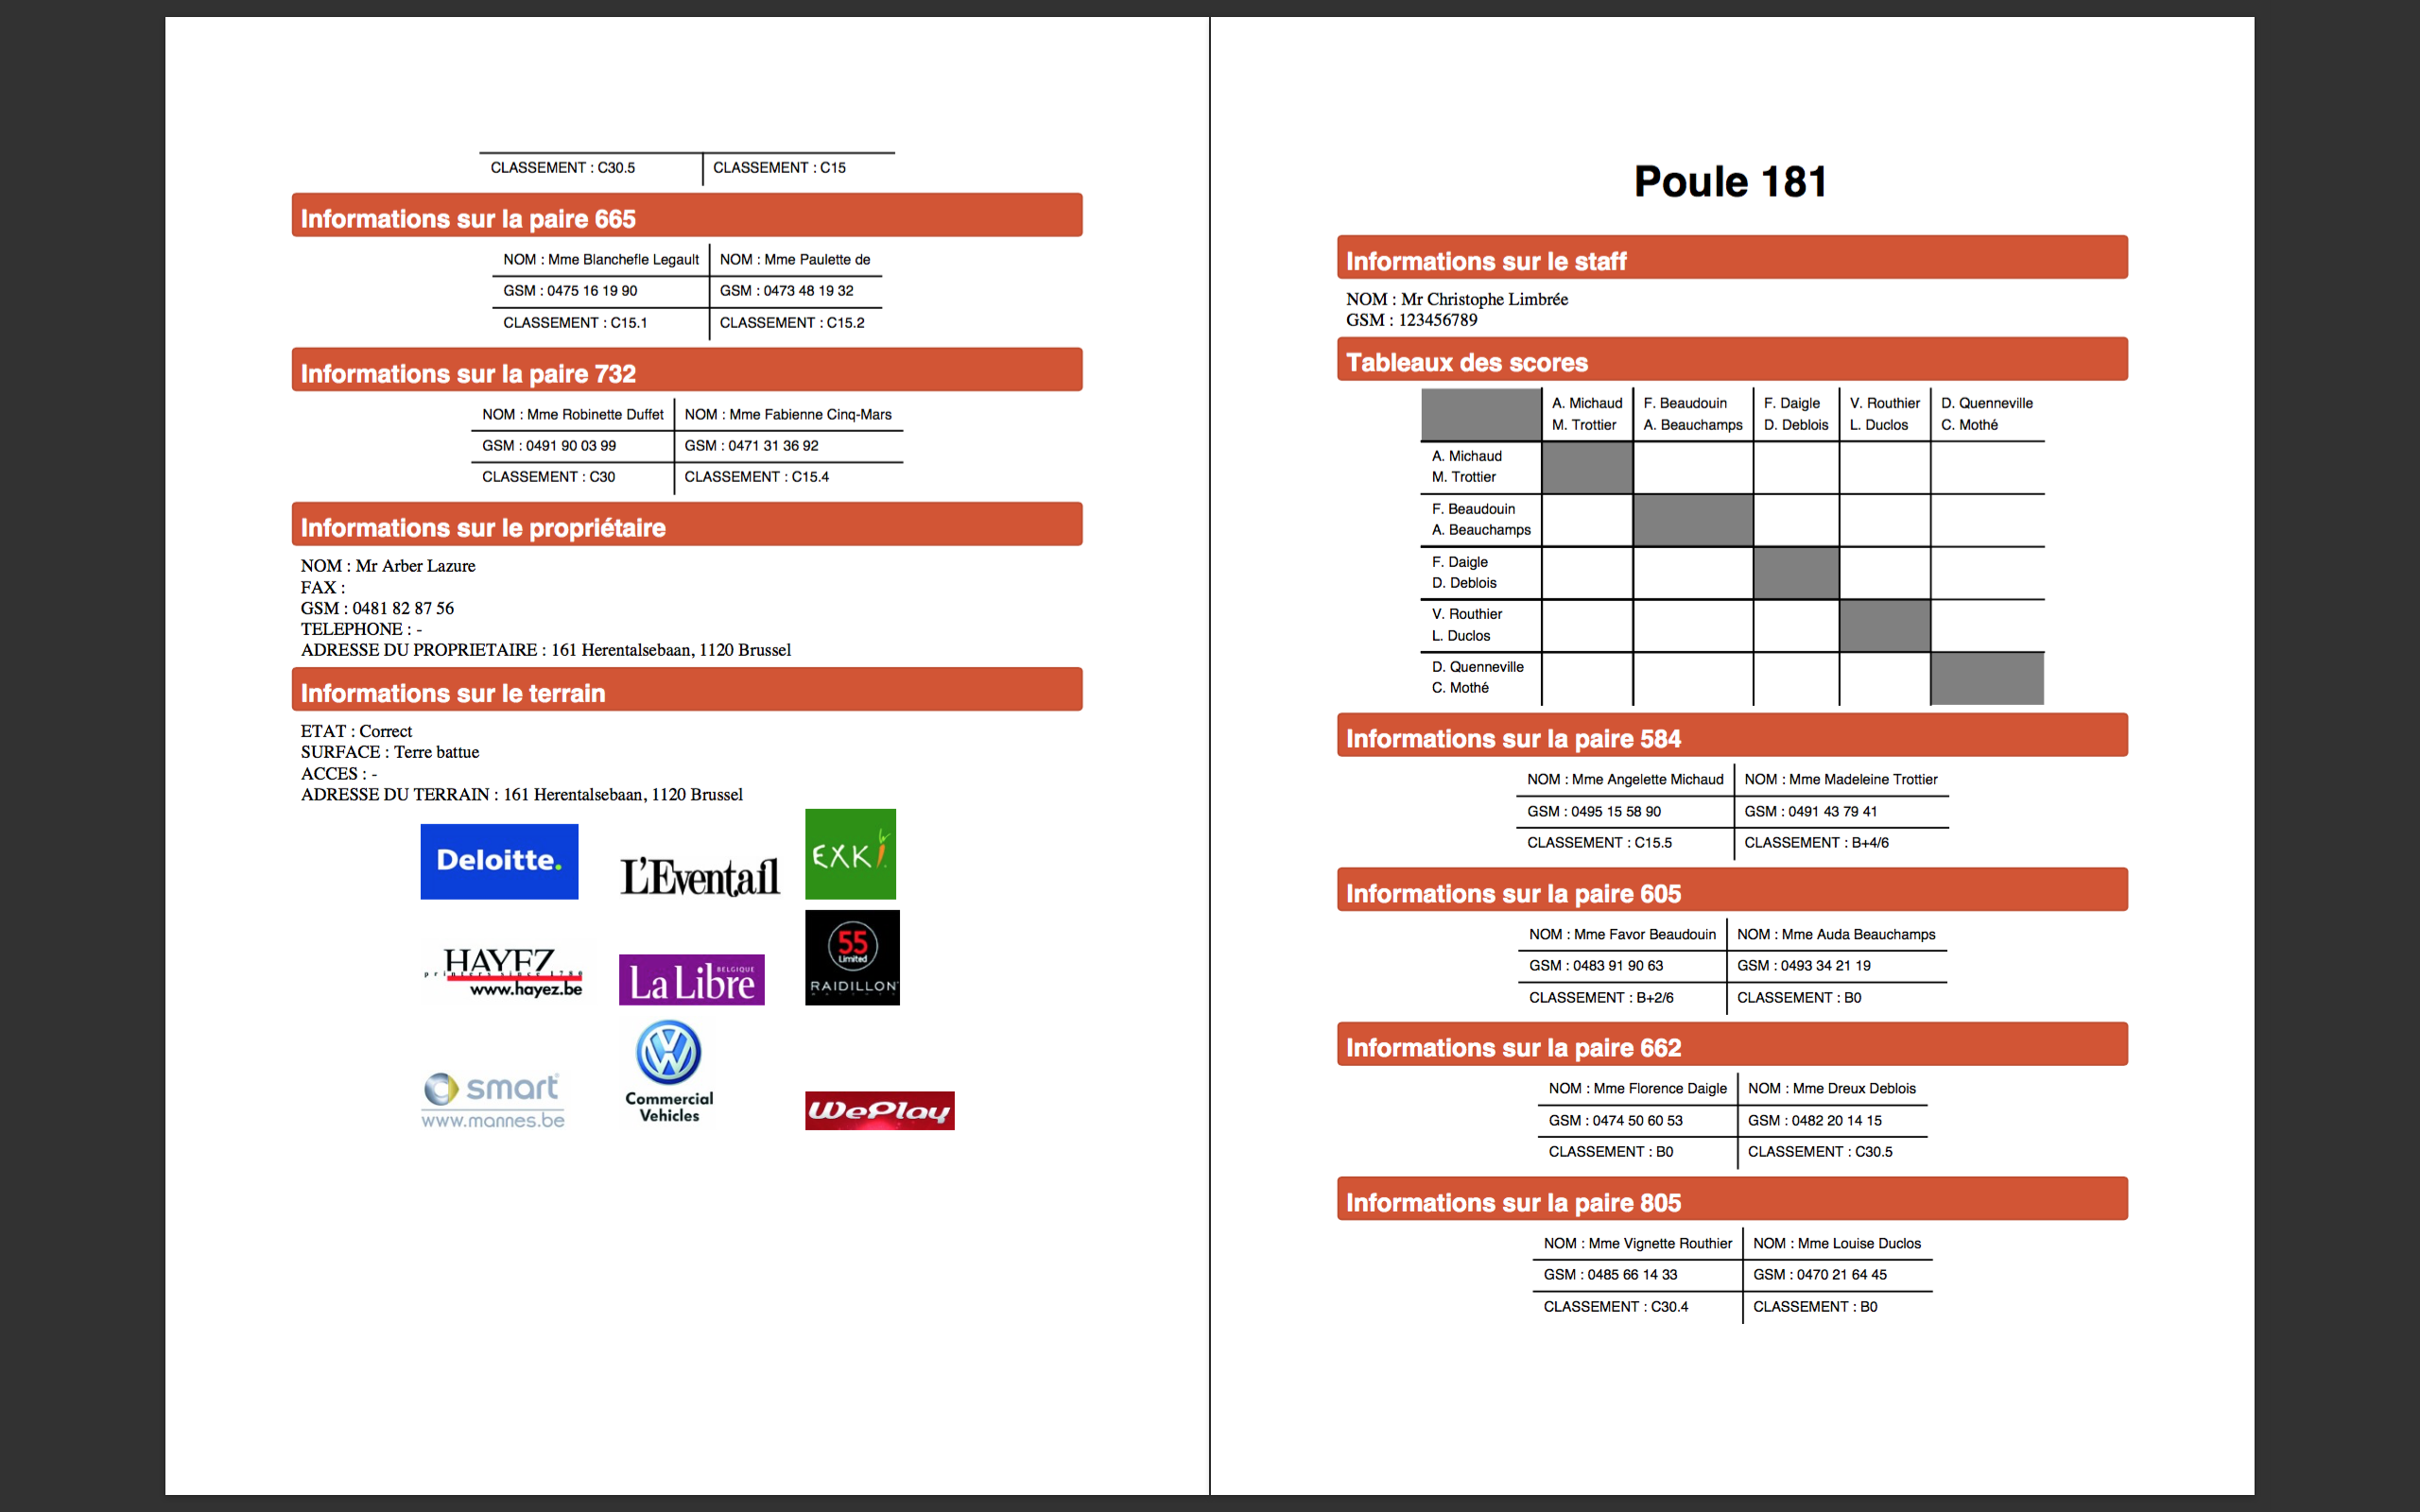 CLASSEMENT : C30.5 CLASSEMENT : C15
Informations sur la paire 665
NOM : Mme Blanchefle Legault NOM : Mme Paulette de
GSM : 0475 16 19 90 GSM : 0473 48 19 32
CLASSEMENT : C15.1 CLASSEMENT : C15.2
Informations sur la paire 732
NOM : Mme Robinette Duffet NOM : Mme Fabienne Cinq-Mars
GSM : 0491 90 03 99 GSM : 0471 31 36 92
CLASSEMENT : C30 CLASSEMENT : C15.4
Informations sur le propriétaire
NOM : Mr Arber Lazure
FAX :
GSM : 0481 82 87 56
TELEPHONE : -
ADRESSE DU PROPRIETAIRE : 161 Herentalsebaan, 1120 Brussel
Informations sur le terrain
ETAT : Correct
SURFACE : Terre battue
ACCES : -
ADRESSE DU TERRAIN : 161 Herentalsebaan, 1120 Brussel
Deloitte.
L'Eventail
EXKi
HAYEZ
printers since 1780
www.hayez.be
La Libre
BELGIQUE
55
Limited
RAIDILLON
smart
www.mannes.be
Commercial
Vehicles
WePlay
Poule 181
Informations sur le staff
NOM : Mr Christophe Limbrée
GSM : 123456789
Tableaux des scores
A. Michaud F. Beaudouin F. Daigle V. Routhier D. Quenneville
M. Trottier A. Beauchamps D. Deblois L. Duclos C. Mothé
A. Michaud
M. Trottier
F. Beaudouin
A. Beauchamps
F. Daigle
D. Deblois
V. Routhier
L. Duclos
D. Quenneville
C. Mothé
Informations sur la paire 584
NOM : Mme Angelette Michaud NOM : Mme Madeleine Trottier
GSM : 0495 15 58 90 GSM : 0491 43 79 41
CLASSEMENT : C15.5 CLASSEMENT : B+4/6
Informations sur la paire 605
NOM : Mme Favor Beaudouin NOM : Mme Auda Beauchamps
GSM : 0483 91 90 63 GSM : 0493 34 21 19
CLASSEMENT : B+2/6 CLASSEMENT : B0
Informations sur la paire 662
NOM : Mme Florence Daigle NOM : Mme Dreux Deblois
GSM : 0474 50 60 53 GSM : 0482 20 14 15
CLASSEMENT : B0 CLASSEMENT : C30.5
Informations sur la paire 805
NOM : Mme Vignette Routhier NOM : Mme Louise Duclos
GSM : 0485 66 14 33 GSM : 0470 21 64 45
CLASSEMENT : C30.4 CLASSEMENT : B0